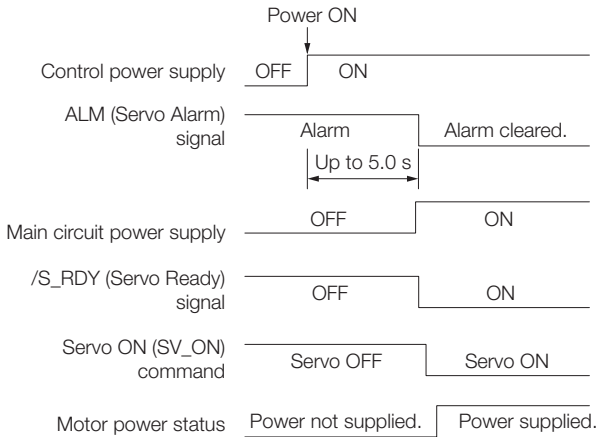 Power ON
Control power supply OFF ON
ALM (Servo Alarm)
signal
Alarm Alarm cleared.
Up to 5.0 s
Main circuit power supply OFF ON
/S_RDY (Servo Ready)
signal
OFF ON
Servo ON (SV_ON)
command
Servo OFF Servo ON
Motor power status Power not supplied. Power supplied.